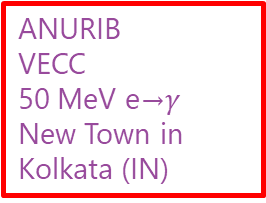 ANURIB
VECC
50 MeV e→γ
New Town in
Kolkata (IN)